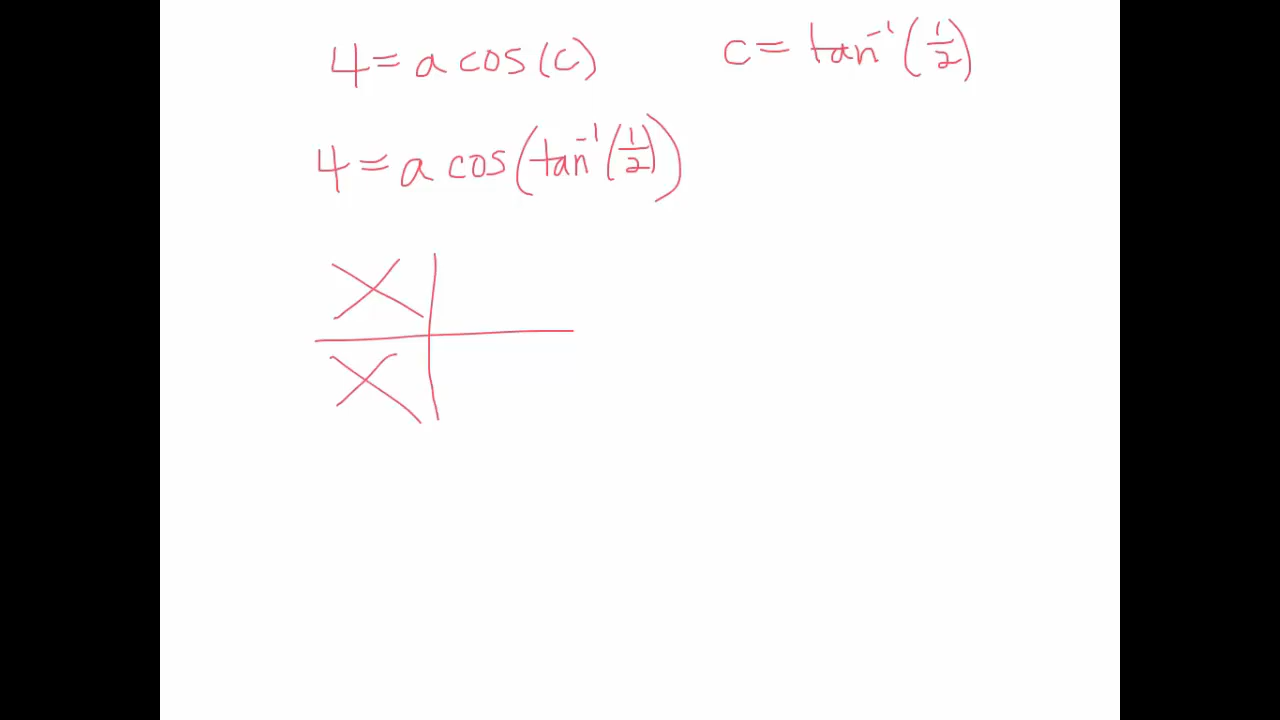 4 = a cos(c)
c = tan⁻¹(1/2)
4 = a cos(tan⁻¹(1/2))